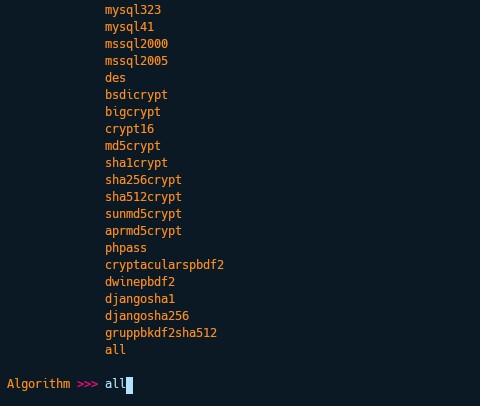 mysql323
mysql41
mssql2000
mssql2005
des
bsdicrypt
bigcrypt
crypt16
md5crypt
sha1crypt
sha256crypt
sha512crypt
sunmd5crypt
aprmd5crypt
phpass
cryptacularspbdf2
dwinepbdf2
djangosha1
djangosha256
gruppbkdf2sha512
all
Algorithm >>> all